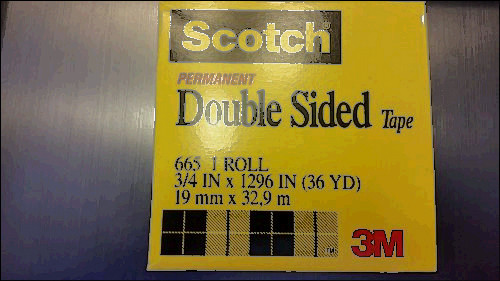 Scotch®
PERMANENT
Double Sided Tape
665 1 ROLL
3/4 IN x 1296 IN (36 YD)
19 mm x 32,9 m
TM
3M